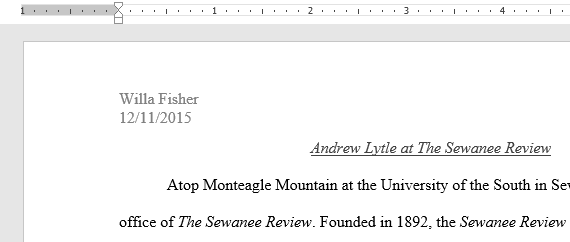 1 1 2 3 4
Willa Fisher
12/11/2015
Andrew Lytle at The Sewanee Review
Atop Monteagle Mountain at the University of the South in
office of The Sewanee Review. Founded in 1892, the Sewanee Review